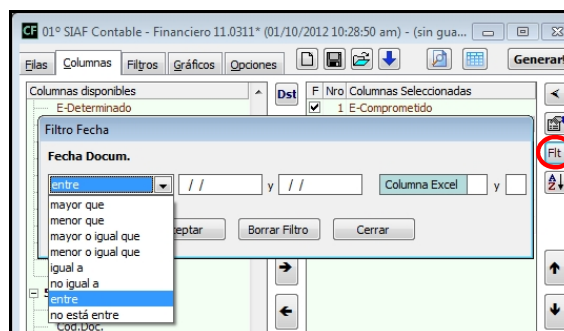 CF 01º SIAF Contable - Financiero 11.0311* (01/10/2012 10:28:50 am) - (sin gua...
Filas Columnas Filtros Gráficos Opciones Generar!
Columnas disponibles Dst F Nro Columnas Seleccionadas
E-Determinado 1 E-Comprometido
Filtro Fecha
Fecha Docum.
Flt
entre / / y / / Columna Excel y
mayor que
menor que
mayor o igual que
Borrar Filtro Cerrar
menor o igual que
igual a
no igual a
entre
no está entre
Cod.Doc.